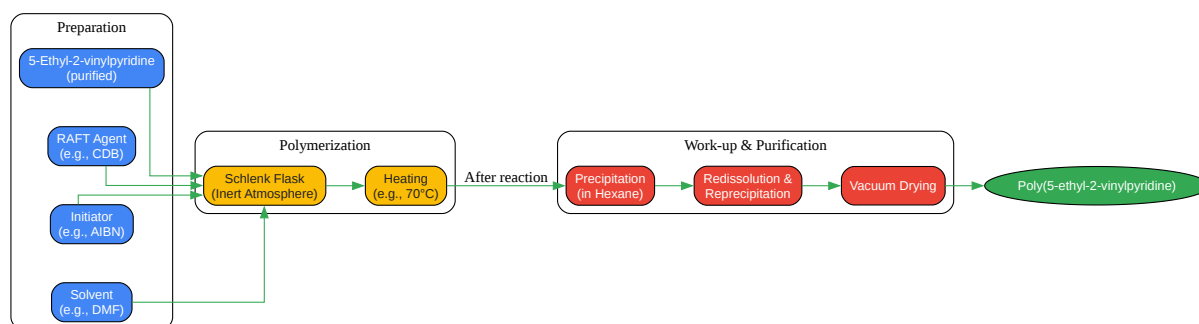 Preparation
5-Ethyl-2-vinylpyridine
(purified)
RAFT Agent
(e.g., CDB)
Initiator
(e.g., AIBN)
Solvent
(e.g., DMF)
Polymerization
Schlenk Flask
(Inert Atmosphere)
Heating
(e.g., 70°C)
After reaction
Work-up & Purification
Precipitation
(in Hexane)
Redissolution &
Reprecipitation
Vacuum Drying
Poly(5-ethyl-2-vinylpyridine)